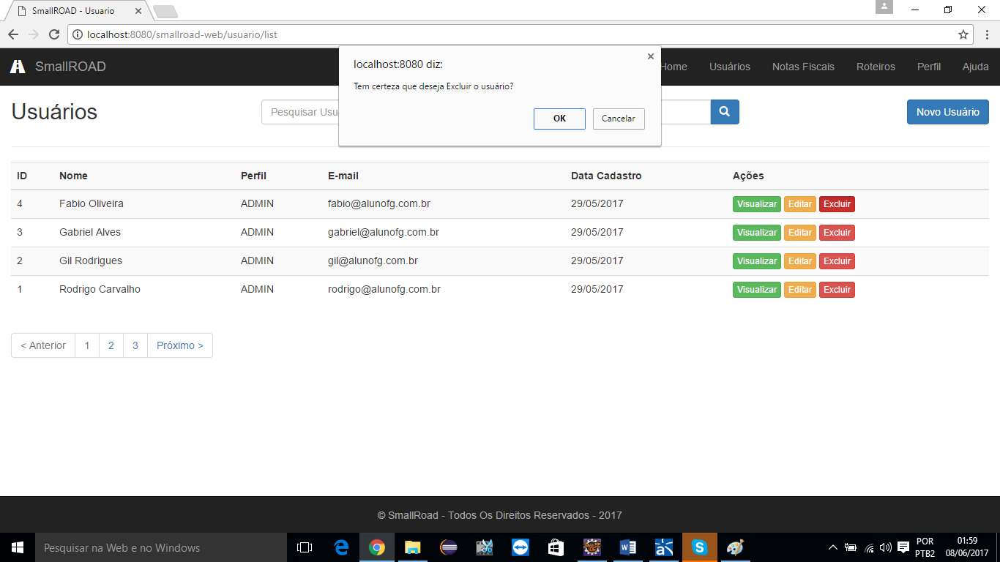 SmallROAD - Usuario
localhost:8080/smallroad-web/usuario/list
SmallROAD
Home Usuários Notas Fiscais Roteiros Perfil Ajuda
localhost:8080 diz:
Tem certeza que deseja Excluir o usuário?
OK Cancelar
Usuários
Pesquisar Usu
Novo Usuário
ID Nome Perfil E-mail Data Cadastro Ações
4 Fabio Oliveira ADMIN fabio@alunofg.com.br 29/05/2017 Visualizar Editar Excluir
3 Gabriel Alves ADMIN gabriel@alunofg.com.br 29/05/2017 Visualizar Editar Excluir
2 Gil Rodrigues ADMIN gil@alunofg.com.br 29/05/2017 Visualizar Editar Excluir
1 Rodrigo Carvalho ADMIN rodrigo@alunofg.com.br 29/05/2017 Visualizar Editar Excluir
< Anterior 1 2 3 Próximo >
© SmallRoad - Todos Os Direitos Reservados - 2017
Pesquisar na Web e no Windows
Java EE
IDE
POR
PTB2
01:59
08/06/2017